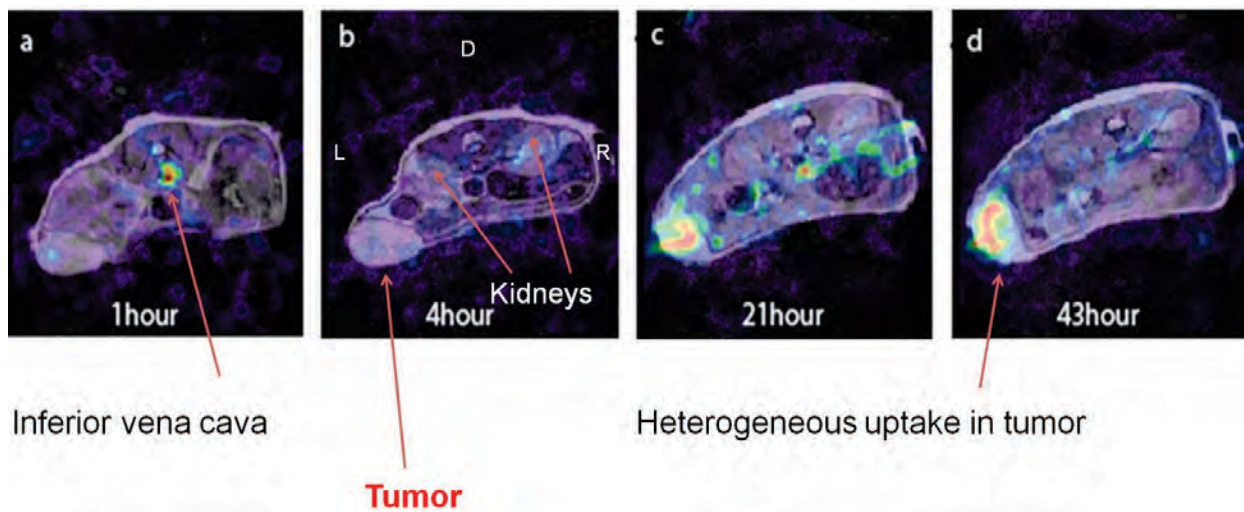 a
b
c
d
D
L
R
Kidneys
1hour
4hour
21hour
43hour
Inferior vena cava
Heterogeneous uptake in tumor
Tumor